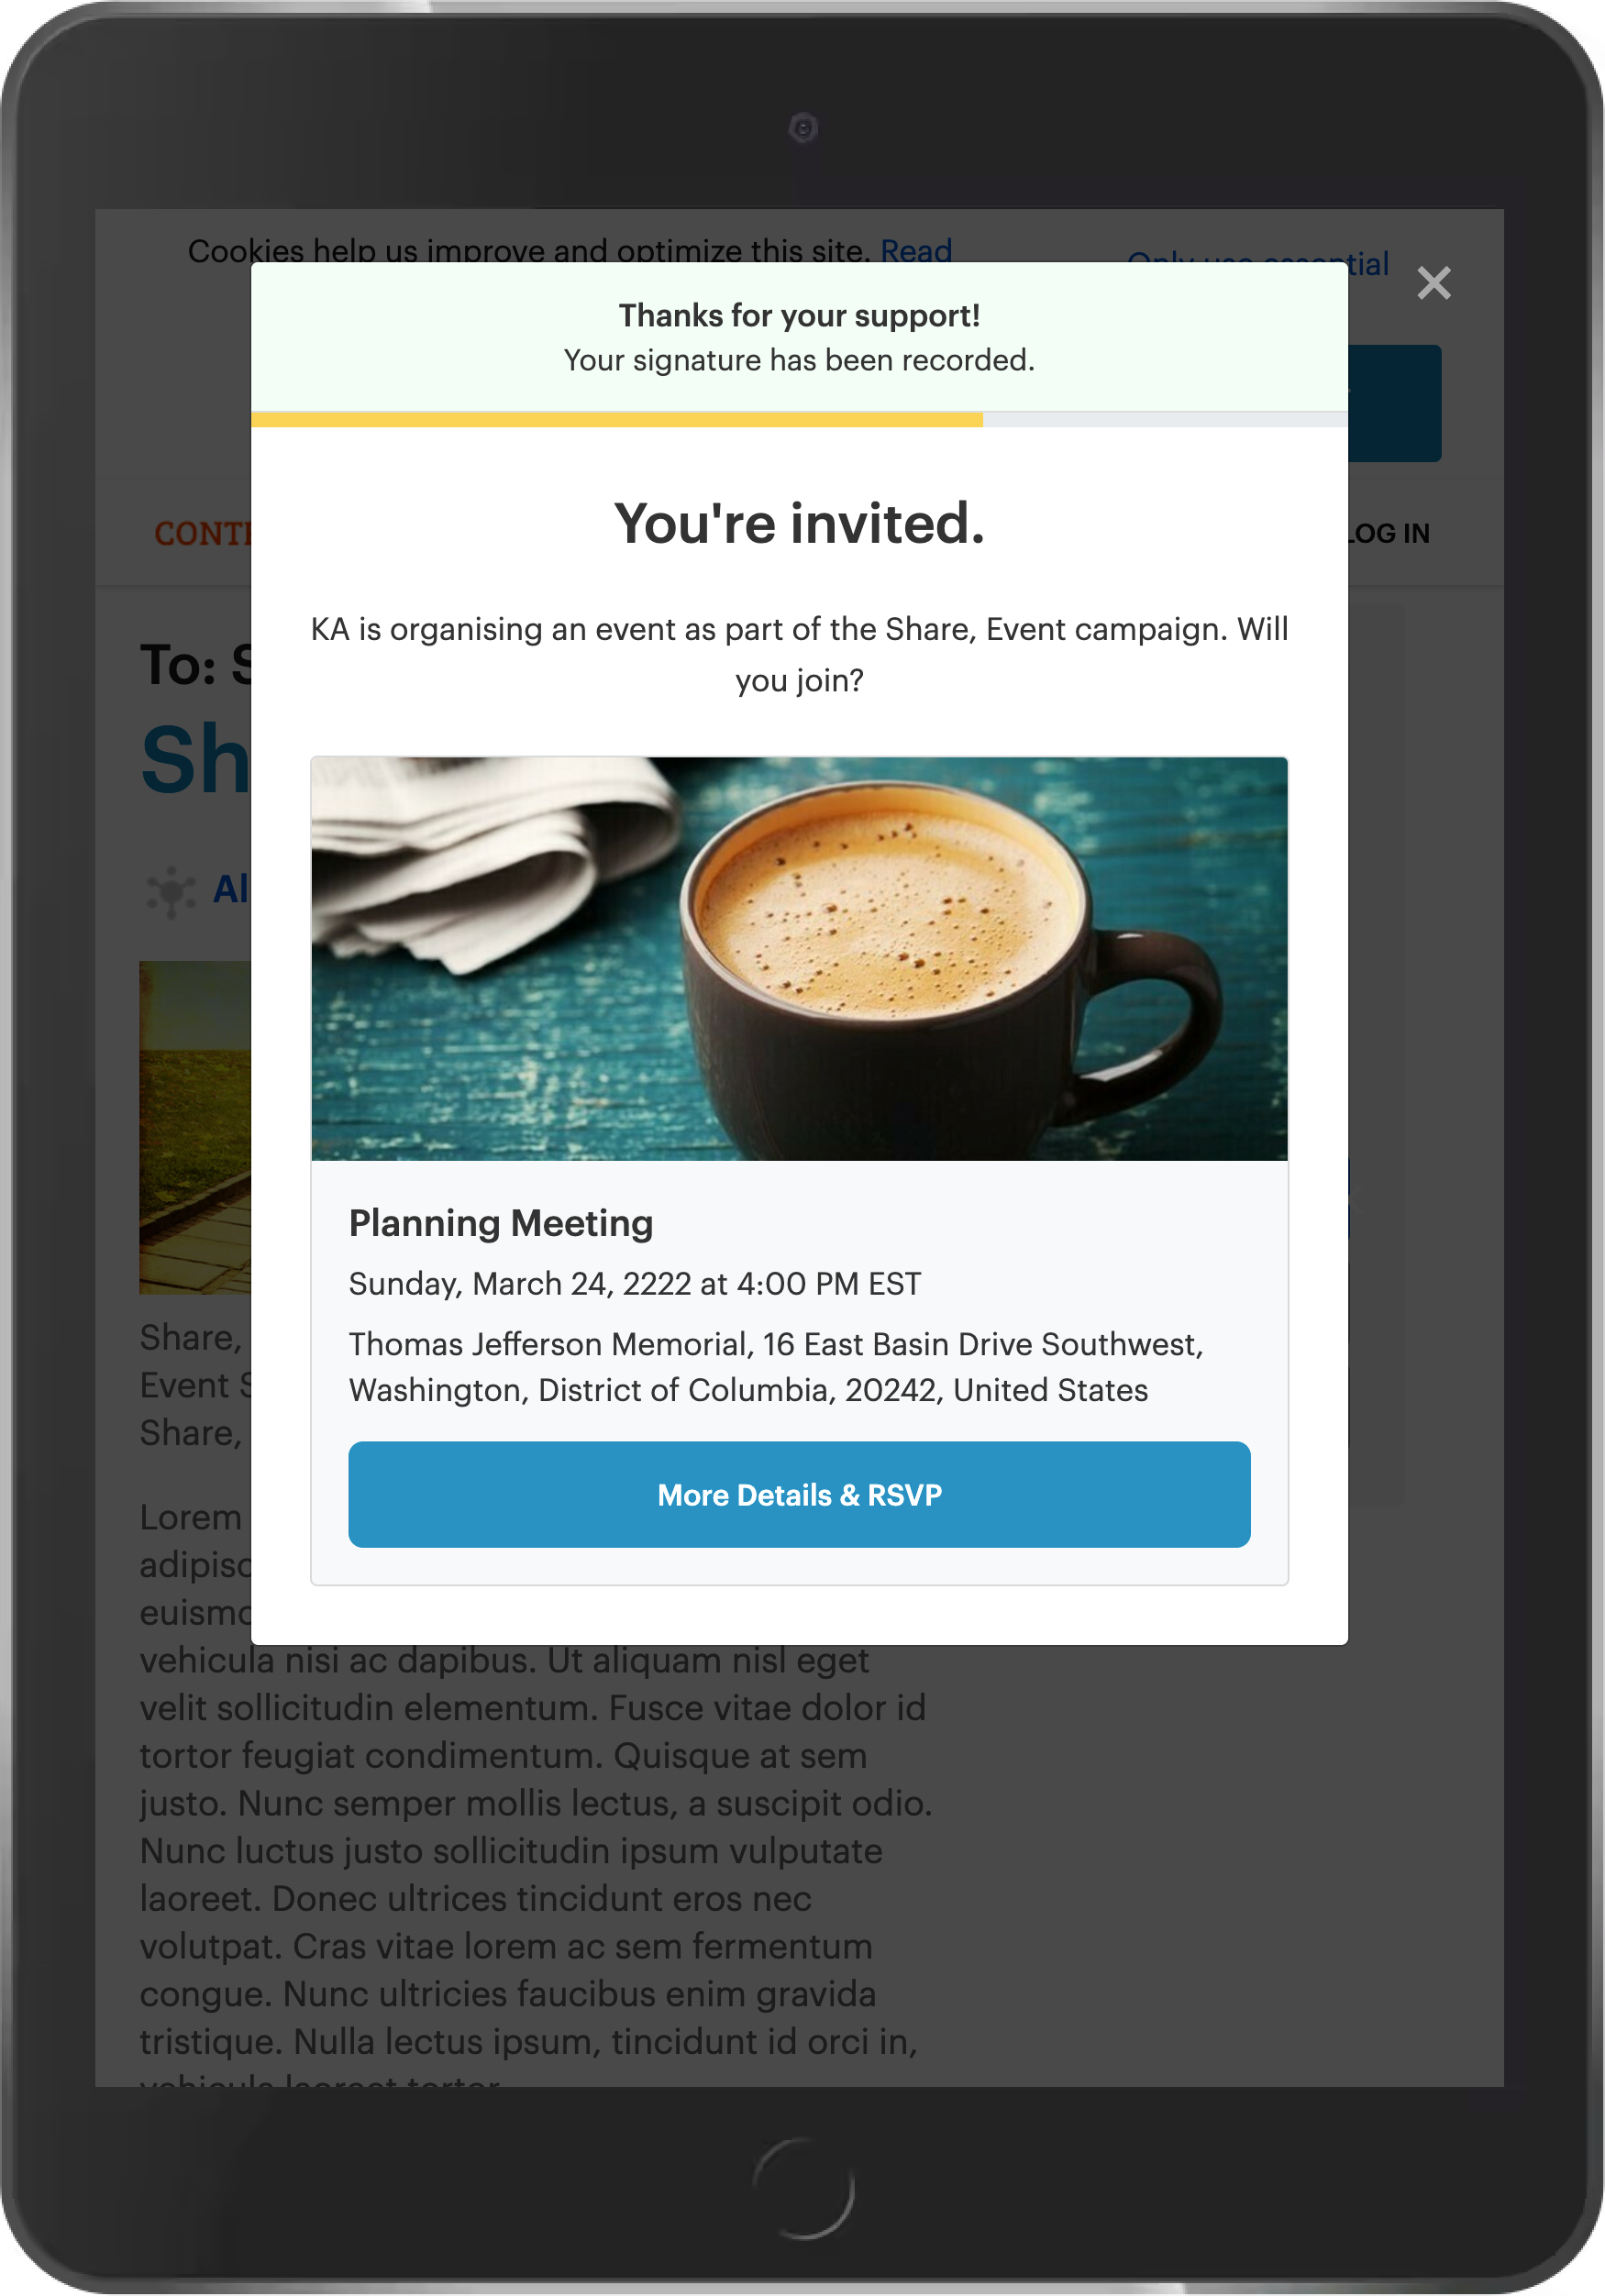 Cookies help us improve and optimize this site. Read
Only use essential
Thanks for your support!
Your signature has been recorded.
LOG IN
You're invited.
KA is organising an event as part of the Share, Event campaign. Will
you join?
To:
Planning Meeting
Sunday, March 24, 2222 at 4:00 PM EST
Thomas Jefferson Memorial, 16 East Basin Drive Southwest,
Washington, District of Columbia, 20242, United States
More Details & RSVP
Share,
Event
Share,
Lorem
vehicula nisi ac dapibus. Ut aliquam nisl eget
velit sollicitudin elementum. Fusce vitae dolor id
tortor feugiat condimentum. Quisque at sem
justo. Nunc semper mollis lectus, a suscipit odio.
Nunc luctus justo sollicitudin ipsum vulputate
laoreet. Donec ultrices tincidunt eros nec
volutpat. Cras vitae lorem ac sem fermentum
congue. Nunc ultricies faucibus enim gravida
tristique. Nulla lectus ipsum, tincidunt id orci in,
vehicula laoreet tortor